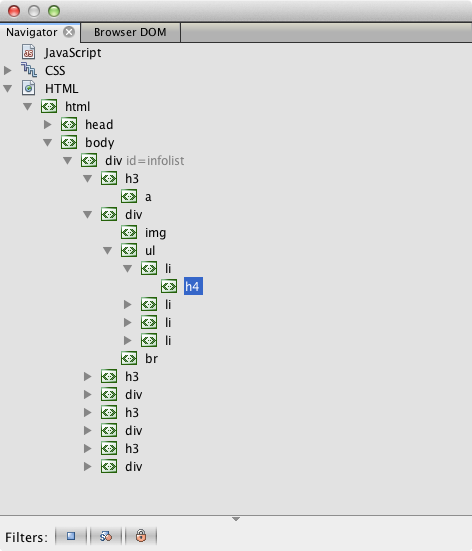 Navigator Browser DOM
JavaScript
CSS
HTML
html
head
body
div id=infolist
h3
a
div
img
ul
li
h4
li
li
li
br
h3
div
h3
div
h3
div
Filters: